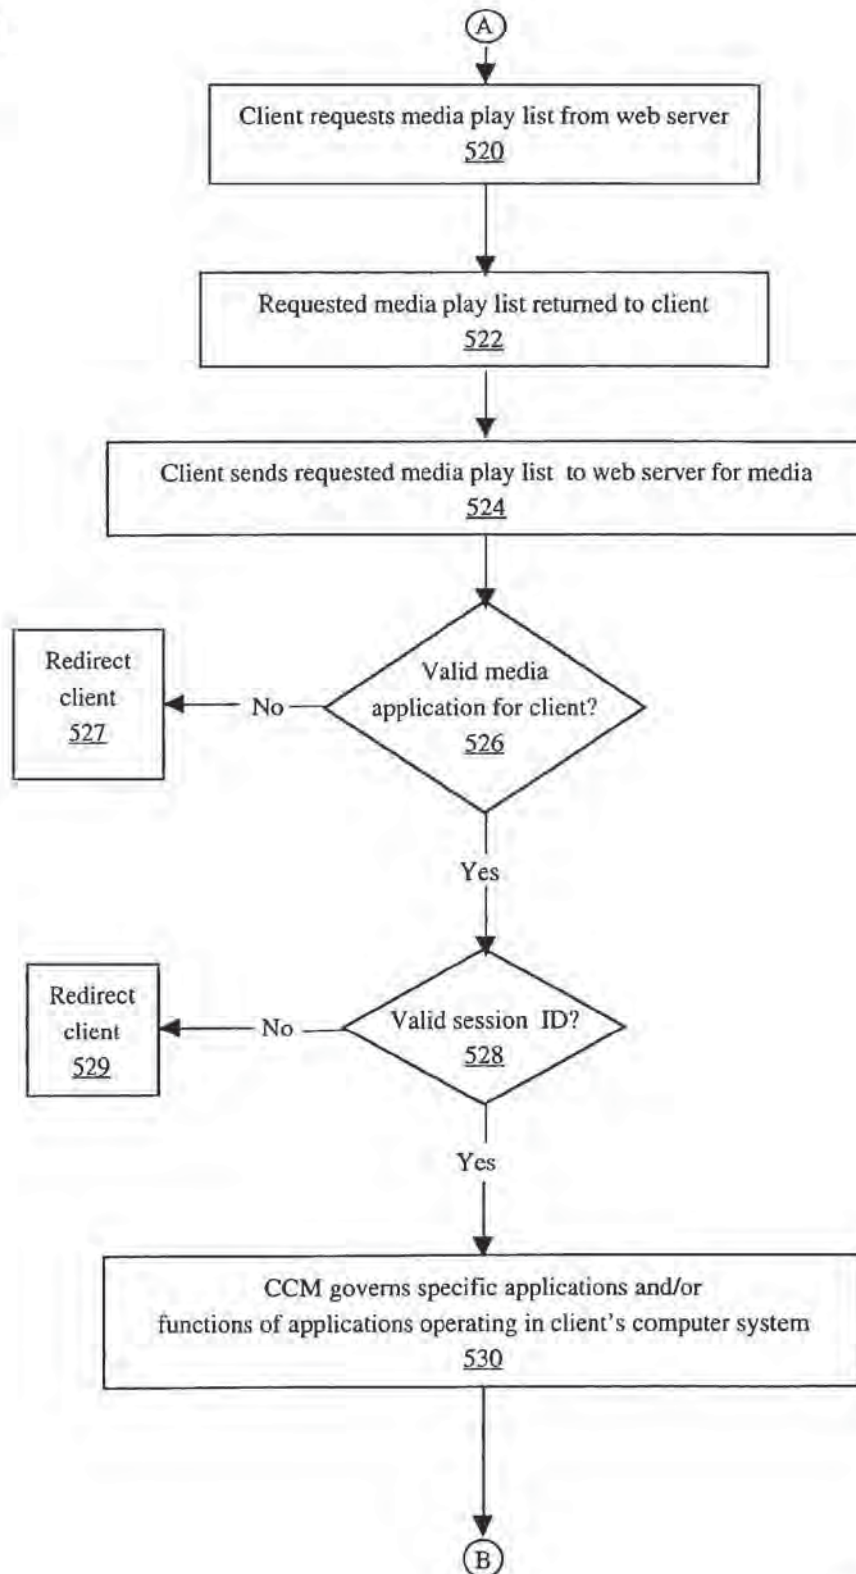 A
Client requests media play list from web server
520
Requested media play list returned to client
522
Client sends requested media play list to web server for media
524
Valid media
application for client?
526
No
Redirect
client
527
Yes
Valid session ID?
528
No
Redirect
client
529
Yes
CCM governs specific applications and/or
functions of applications operating in client's computer system
530
B